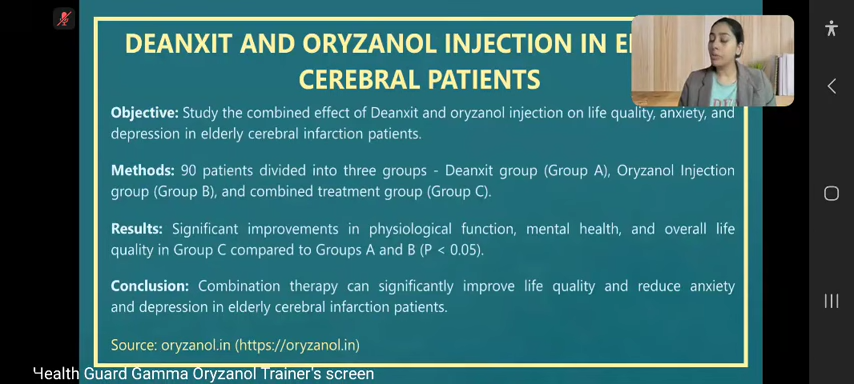 DEANXIT AND ORYZANOL INJECTION IN
CEREBRAL PATIENTS
Objective: Study the combined effect of Deanxit and oryzanol injection on life quality, anxiety, and
depression in elderly cerebral infarction patients.
Methods: 90 patients divided into three groups - Deanxit group (Group A), Oryzanol Injection
group (Group B), and combined treatment group (Group C).
Results: Significant improvements in physiological function, mental health, and overall life
quality in Group C compared to Groups A and B (P < 0.05).
Conclusion: Combination therapy can significantly improve life quality and reduce anxiety
and depression in elderly cerebral infarction patients.
Source: oryzanol.in (https://oryzanol.in)
Health Guard Gamma Oryzanol Trainer's screen